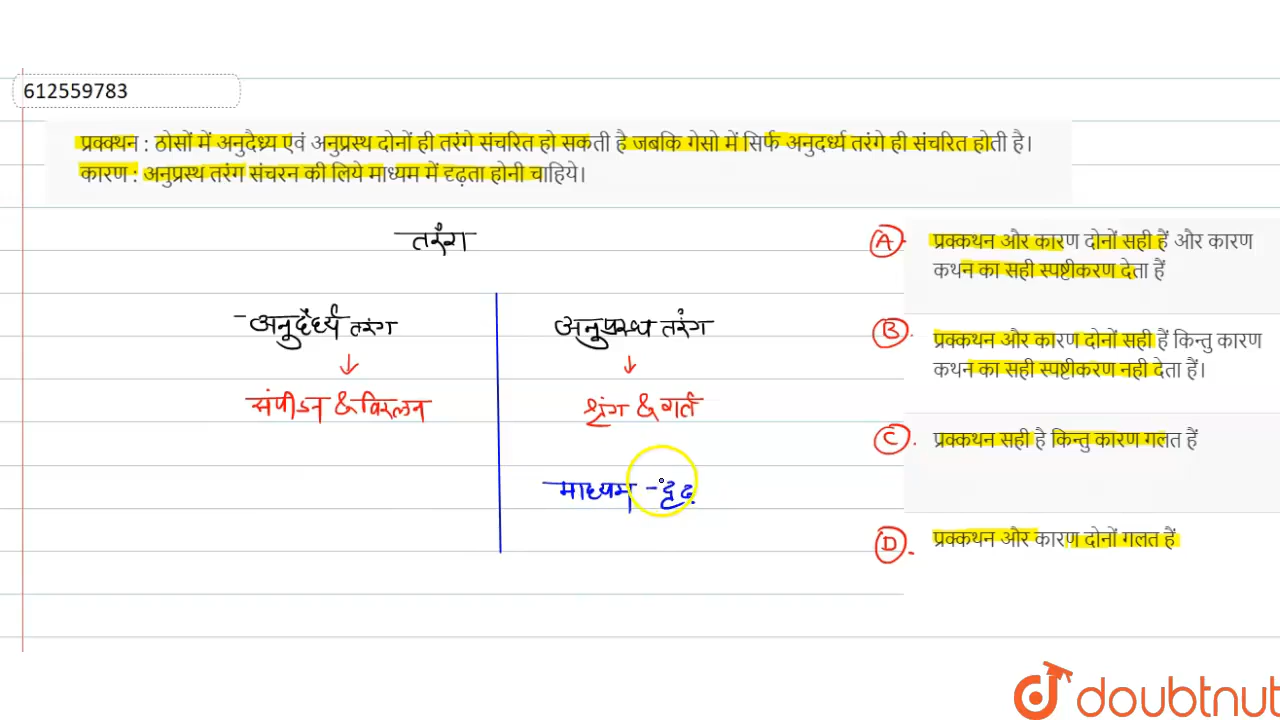 612559783
प्रक्क्थन : ठोसों में अनुदैध्र्य एवं अनुप्रस्थ दोनों ही तरंगे संचरित हो सकती है जबकि गेसो में सिर्फ अनुदर्ध्य तरंगे ही संचरित होती है।
कारण : अनुप्रस्थ तरंग संचरन की लिये माध्यम में दृढ़ता होनी चाहिये।
तरंग
अनुदैर्ध्य तरंग
अनुप्रस्थ तरंग
संपीडन & विरलन
श्रृंग & गर्त
माध्यम - दृढ़
A. प्रक्कथन और कारण दोनों सही हैं और कारण
कथन का सही स्पष्टीकरण देता हैं
B. प्रक्कथन और कारण दोनों सही हैं किन्तु कारण
कथन का सही स्पष्टीकरण नही देता हैं।
C. प्रक्कथन सही है किन्तु कारण गलत हैं
D. प्रक्कथन और कारण दोनों गलत हैं
doubtnut